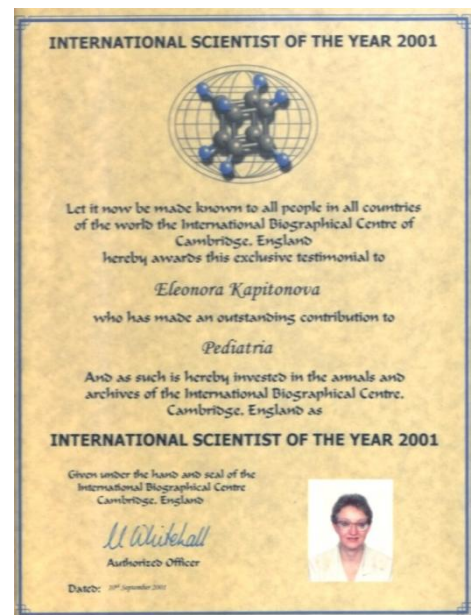 INTERNATIONAL SCIENTIST OF THE YEAR 2001
Let it now be made known to all people in all countries
of the world the International Biographical Centre of
Cambridge, England
hereby awards this exclusive testimonial to
Eleonora Kapitonova
who has made an outstanding contribution to
Pediatria
And as such is hereby invested in the annals and
archives of the International Biographical Centre,
Cambridge, England as
INTERNATIONAL SCIENTIST OF THE YEAR 2001
Given under the hand and seal of the
International Biographical Centre
Cambridge, England
M Whitehall
Authorized Officer
Dated: 10th September 2001